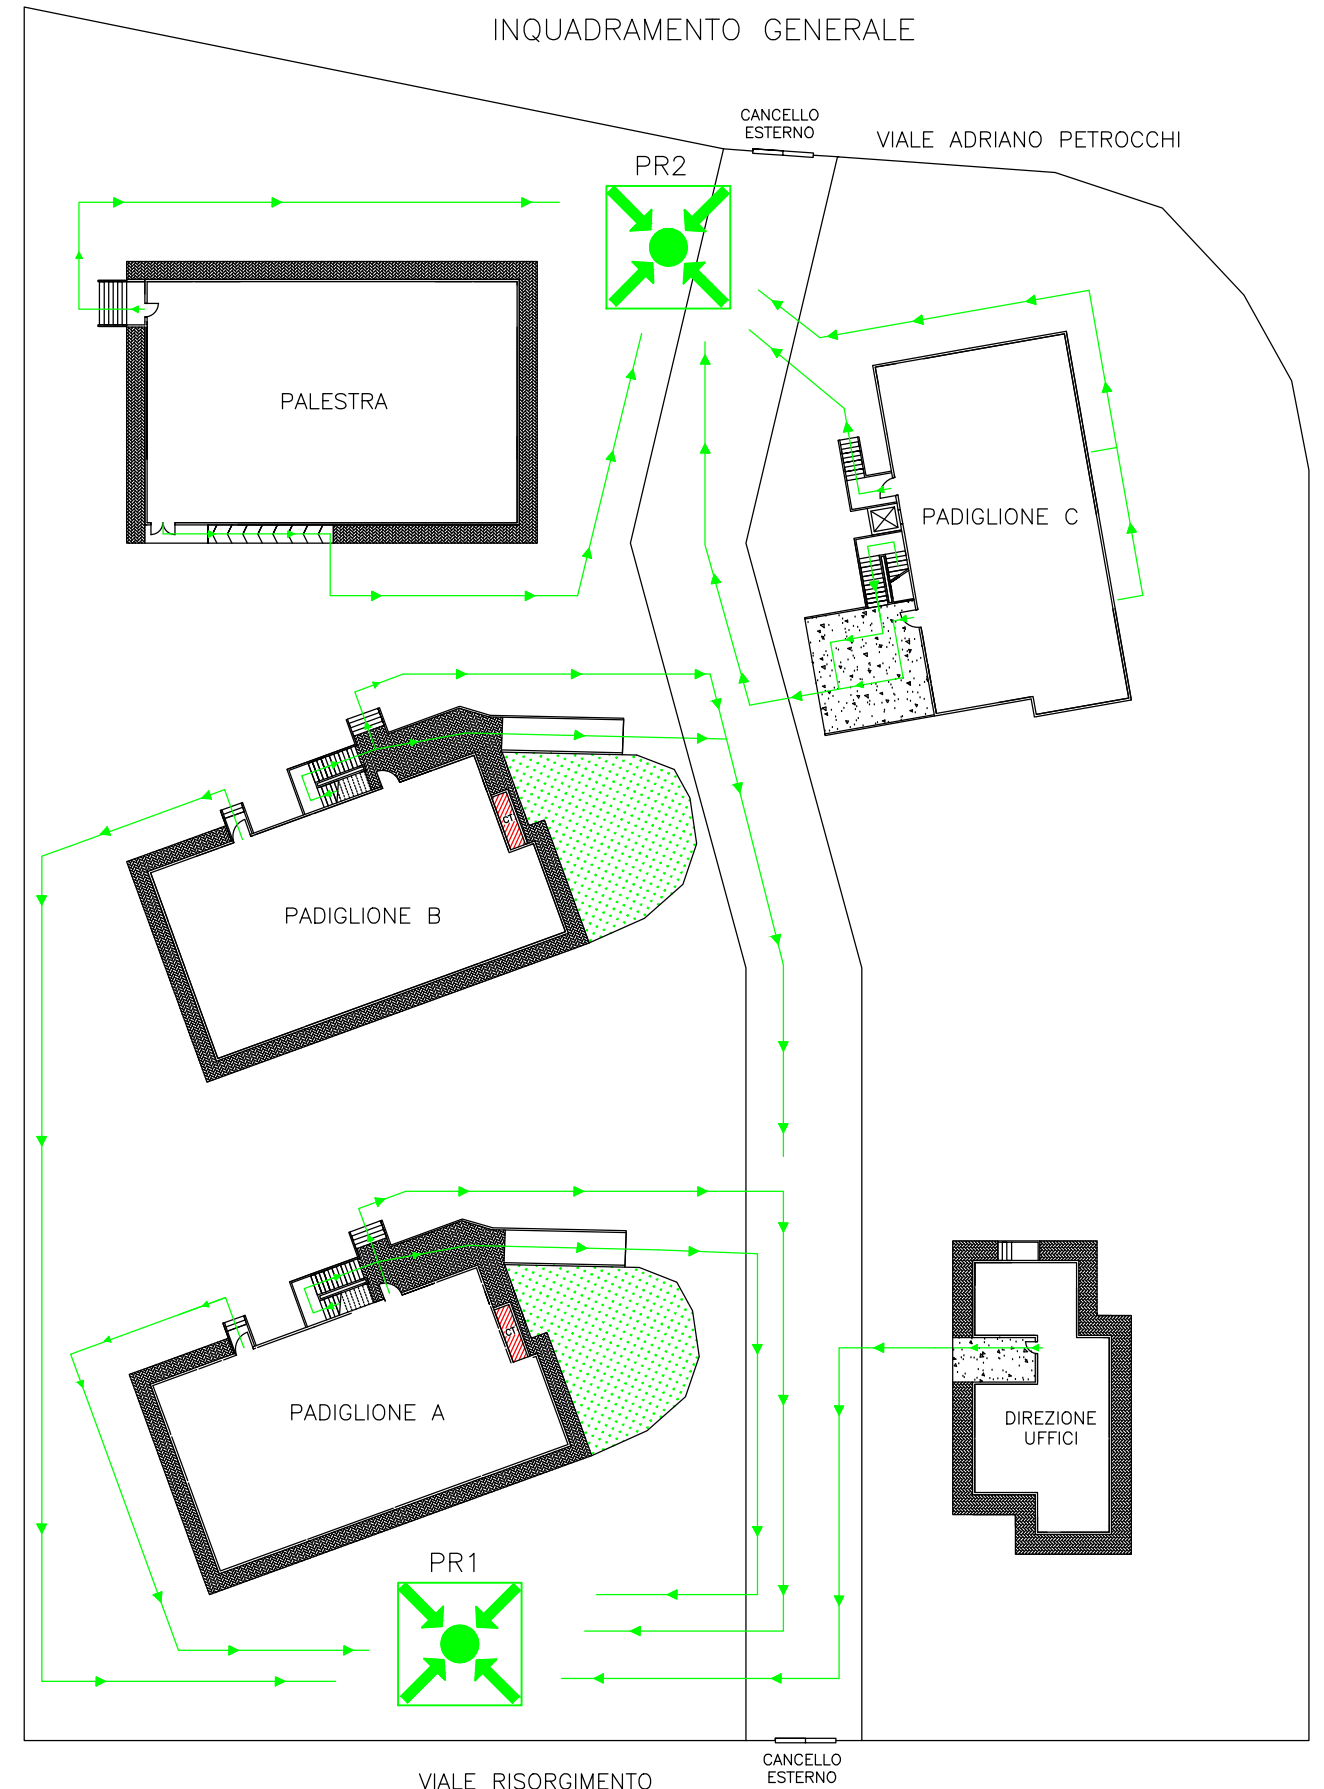 INQUADRAMENTO GENERALE
CANCELLO
ESTERNO
VIALE ADRIANO PETROCCHI
PR2
PALESTRA
PADIGLIONE C
PADIGLIONE B
PADIGLIONE A
DIREZIONE
UFFICI
PR1
CANCELLO
ESTERNO
VIALE RISORGIMENTO